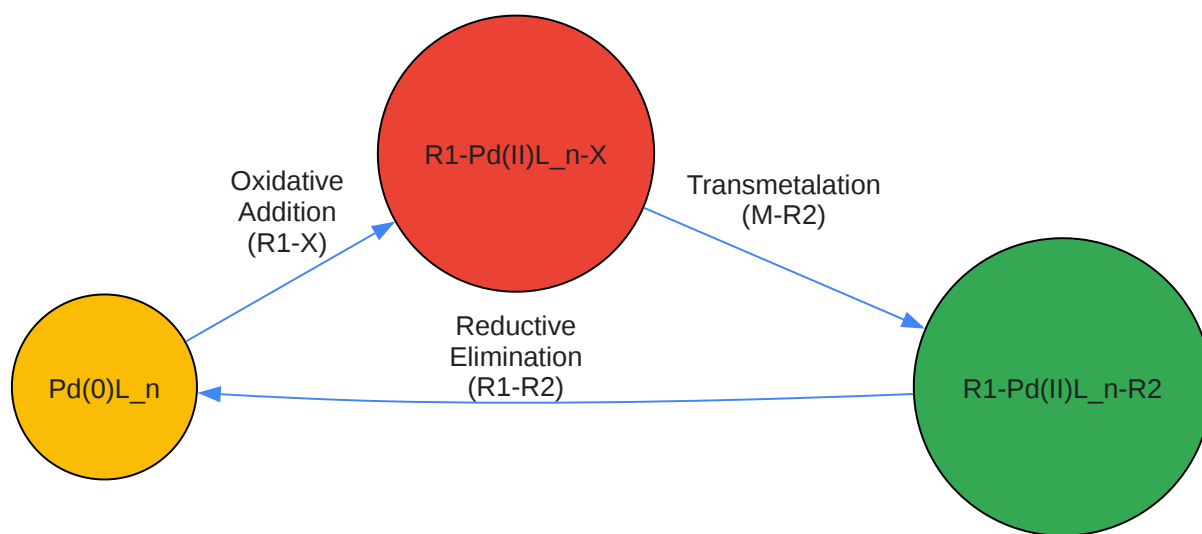 R1-Pd(II)L_n-X
Oxidative
Addition
(R1-X)
Transmetalation
(M-R2)
Reductive
Elimination
(R1-R2)
Pd(0)L_n
R1-Pd(II)L_n-R2